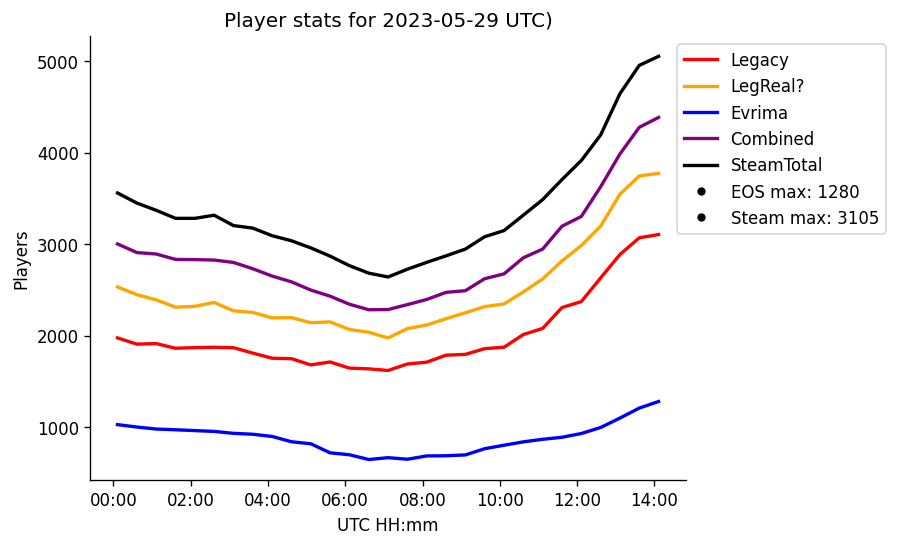 Player stats for 2023-05-29 UTC)
Legacy
LegReal?
Evrima
Combined
SteamTotal
EOS max: 1280
Steam max: 3105
5000
4000
3000
2000
1000
Players
00:00 02:00 04:00 06:00 08:00 10:00 12:00 14:00
UTC HH:mm